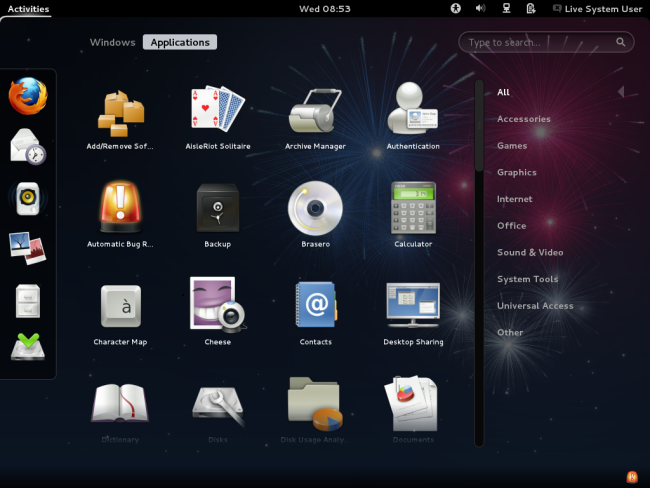 Activities
Wed 08:53
Live System User
Windows
Applications
Type to search...
Add/Remove Sof...
AisleRiot Solitaire
Archive Manager
Authentication
Automatic Bug R...
Backup
Brasero
Calculator
à
Character Map
Cheese
@
Contacts
Desktop Sharing
Dictionary
Disks
Disk Usage Analy...
Documents
All
Accessories
Games
Graphics
Internet
Office
Sound & Video
System Tools
Universal Access
Other